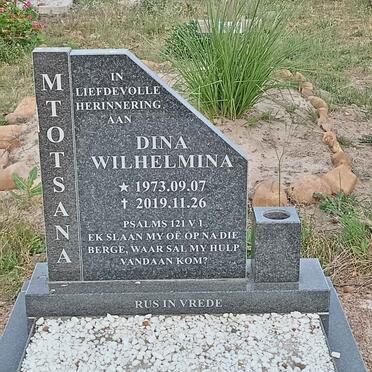 MTOTSANA
IN
LIEFDEVOLLE
HERINNERING
AAN
DINA
WILHELMINA
★ 1973.09.07
✝ 2019.11.26
PSALMS 121 V 1
EK SLAAN MY OË OP NA DIE
BERGE, WAAR SAL MY HULP
VANDAAN KOM?
RUS IN VREDE